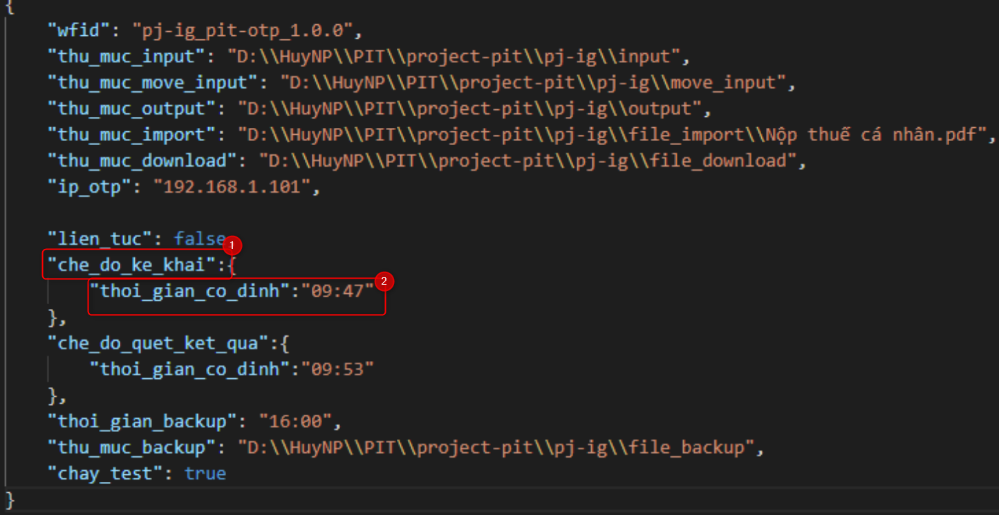 {
"wfid": "pj-ig_pit-otp_1.0.0",
"thu_muc_input": "D:\\HuyNP\\PIT\\project-pit\\pj-ig\\input",
"thu_muc_move_input": "D:\\HuyNP\\PIT\\project-pit\\pj-ig\\move_input",
"thu_muc_output": "D:\\HuyNP\\PIT\\project-pit\\pj-ig\\output",
"thu_muc_import": "D:\\HuyNP\\PIT\\project-pit\\pj-ig\\file_import\\Nộp thuế cá nhân.pdf",
"thu_muc_download": "D:\\HuyNP\\PIT\\project-pit\\pj-ig\\file_download",
"ip_otp": "192.168.1.101",
"lien_tuc": false
1
"che_do_ke_khai":{
"thoi_gian_co_dinh":"09:47"
2
},
"che_do_quet_ket_qua":{
"thoi_gian_co_dinh":"09:53"
},
"thoi_gian_backup": "16:00",
"thu_muc_backup": "D:\\HuyNP\\PIT\\project-pit\\pj-ig\\file_backup",
"chay_test": true
}